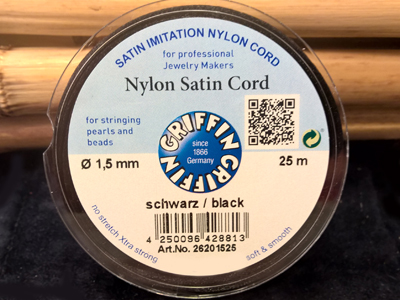 SATIN IMITATION NYLON CORD
for professional
Jewelry Makers
Nylon Satin Cord
for stringing
pearls and
beads
GRIFFIN GRIFFIN
since
1866
Germany
Ø 1,5 mm
25 m
schwarz / black
4 250096 428813
Art.No. 26201525
no stretch Xtra strong
soft & smooth